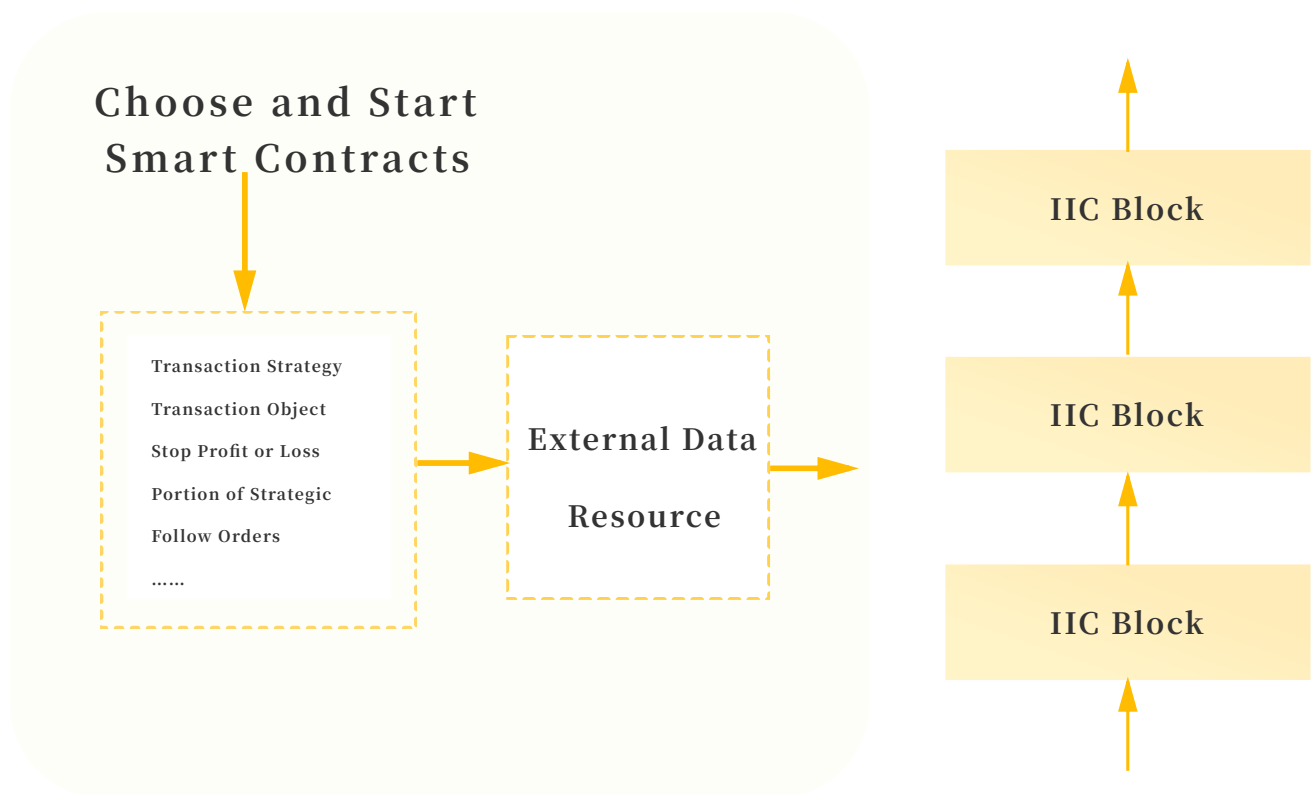 Choose and Start
Smart Contracts
Transaction Strategy
Transaction Object
Stop Profit or Loss
Portion of Strategic
Follow Orders
......
External Data
Resource
IIC Block
IIC Block
IIC Block